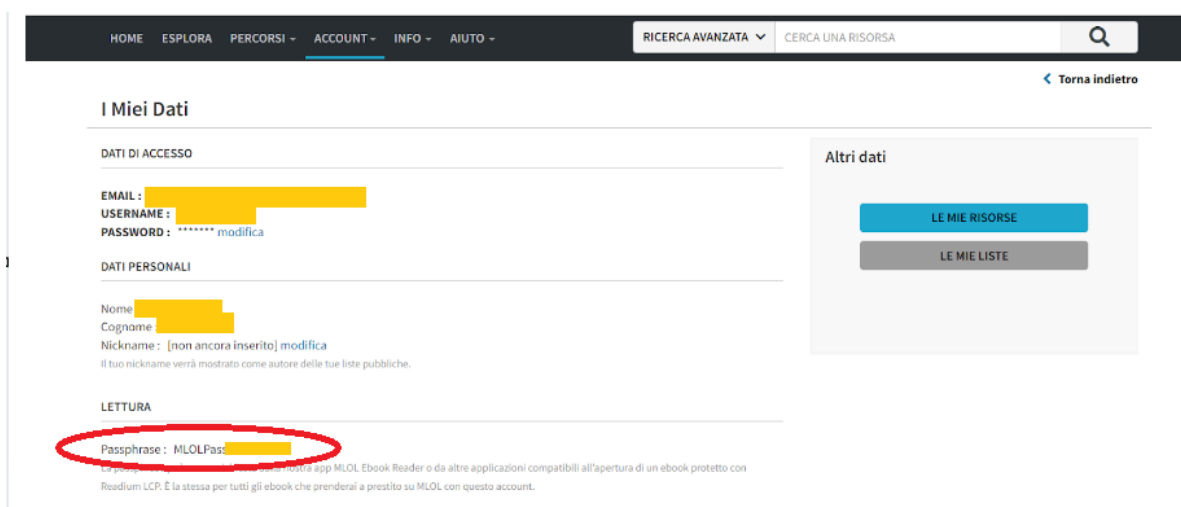 HOME ESPLORA PERCORSI ACCOUNT INFO AIUTO RICERCA AVANZATA CERCA UNA RISORSA
Torna indietro
I Miei Dati
DATI DI ACCESSO
EMAIL :
USERNAME :
PASSWORD : ******* modifica
DATI PERSONALI
Nome
Cognome :
Nickname : [non ancora inserito] modifica
Il tuo nickname verrà mostrato come autore delle tue liste pubbliche.
LETTURA
Passphrase : MLOLPass
La nostra app MLOL Ebook Reader o da altre applicazioni compatibili all'apertura di un ebook protetto con
Readium LCP. È la stessa per tutti gli ebook che prenderai a prestito su MLOL con questo account.
Altri dati
LE MIE RISORSE
LE MIE LISTE